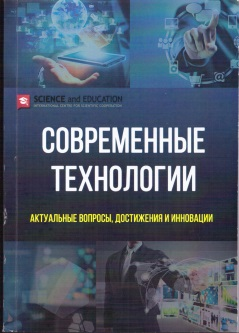 SCIENCE and EDUCATION
INTERNATIONAL CENTER FOR SCIENTIFIC COOPERATION
СОВРЕМЕННЫЕ
ТЕХНОЛОГИИ
АКТУАЛЬНЫЕ ВОПРОСЫ, ДОСТИЖЕНИЯ И ИННОВАЦИИ